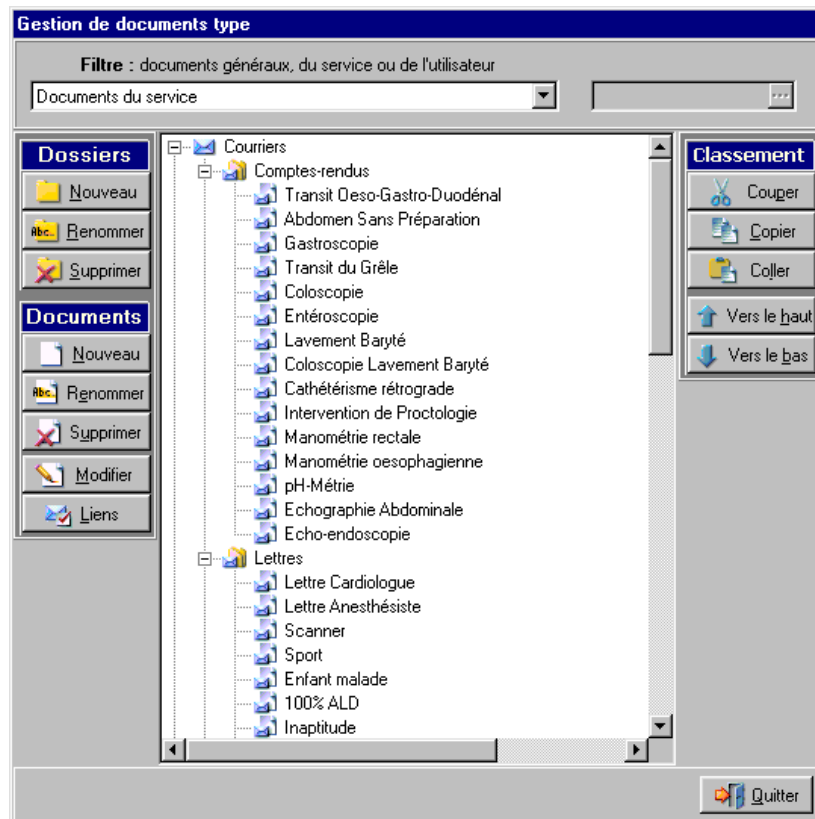 Gestion de documents type
Filtre : documents généraux, du service ou de l'utilisateur
Documents du service
...
Dossiers
Nouveau
Abc.. Renommer
Supprimer
Documents
Nouveau
Abc.. Renommer
Supprimer
Modifier
Liens
Courriers
Comptes-rendus
Transit Oeso-Gastro-Duodénal
Abdomen Sans Préparation
Gastroscopie
Transit du Grêle
Coloscopie
Entéroscopie
Lavement Baryté
Coloscopie Lavement Baryté
Cathétérisme rétrograde
Intervention de Proctologie
Manométrie rectale
Manométrie oesophagienne
pH-Métrie
Echographie Abdominale
Echo-endoscopie
Lettres
Lettre Cardiologue
Lettre Anesthésiste
Scanner
Sport
Enfant malade
100% ALD
Inaptitude
Classement
Couper
Copier
Coller
Vers le haut
Vers le bas
Quitter